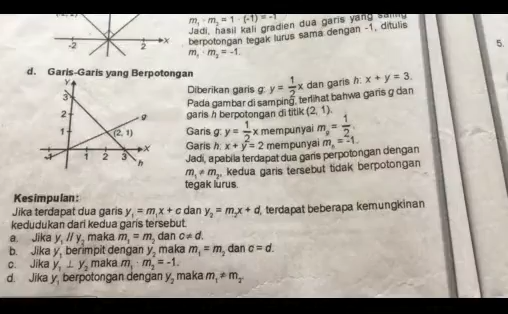 m₁ · m₂ = 1 · (-1) = -1
Jadi, hasil kali gradien dua garis yang saling
berpotongan tegak lurus sama dengan -1, ditulis
m₁ · m₂ = -1.
-2 2 X
5.
d. Garis-Garis yang Berpotongan
Y
3
2
1
g
(2, 1)
-1 1 2 3 X
h
Diberikan garis g: y = 1/2 x dan garis h: x + y = 3.
Pada gambar di samping, terlihat bahwa garis g dan
garis h berpotongan di titik (2, 1).
Garis g: y = 1/2 x mempunyai m = 1/2.
Garis h: x + y = 2 mempunyai m = -1.
Jadi, apabila terdapat dua garis perpotongan dengan
m₁ ≠ m₂, kedua garis tersebut tidak berpotongan
tegak lurus.
Kesimpulan:
Jika terdapat dua garis y₁ = m₁x + c dan y₂ = m₂x + d, terdapat beberapa kemungkinan
kedudukan dari kedua garis tersebut.
a. Jika y₁ // y₂ maka m₁ = m₂ dan c ≠ d.
b. Jika y₁ berimpit dengan y₂ maka m₁ = m₂ dan c = d.
c. Jika y₁ ⊥ y₂ maka m₁ · m₂ = -1.
d. Jika y₁ berpotongan dengan y₂ maka m₁ ≠ m₂.